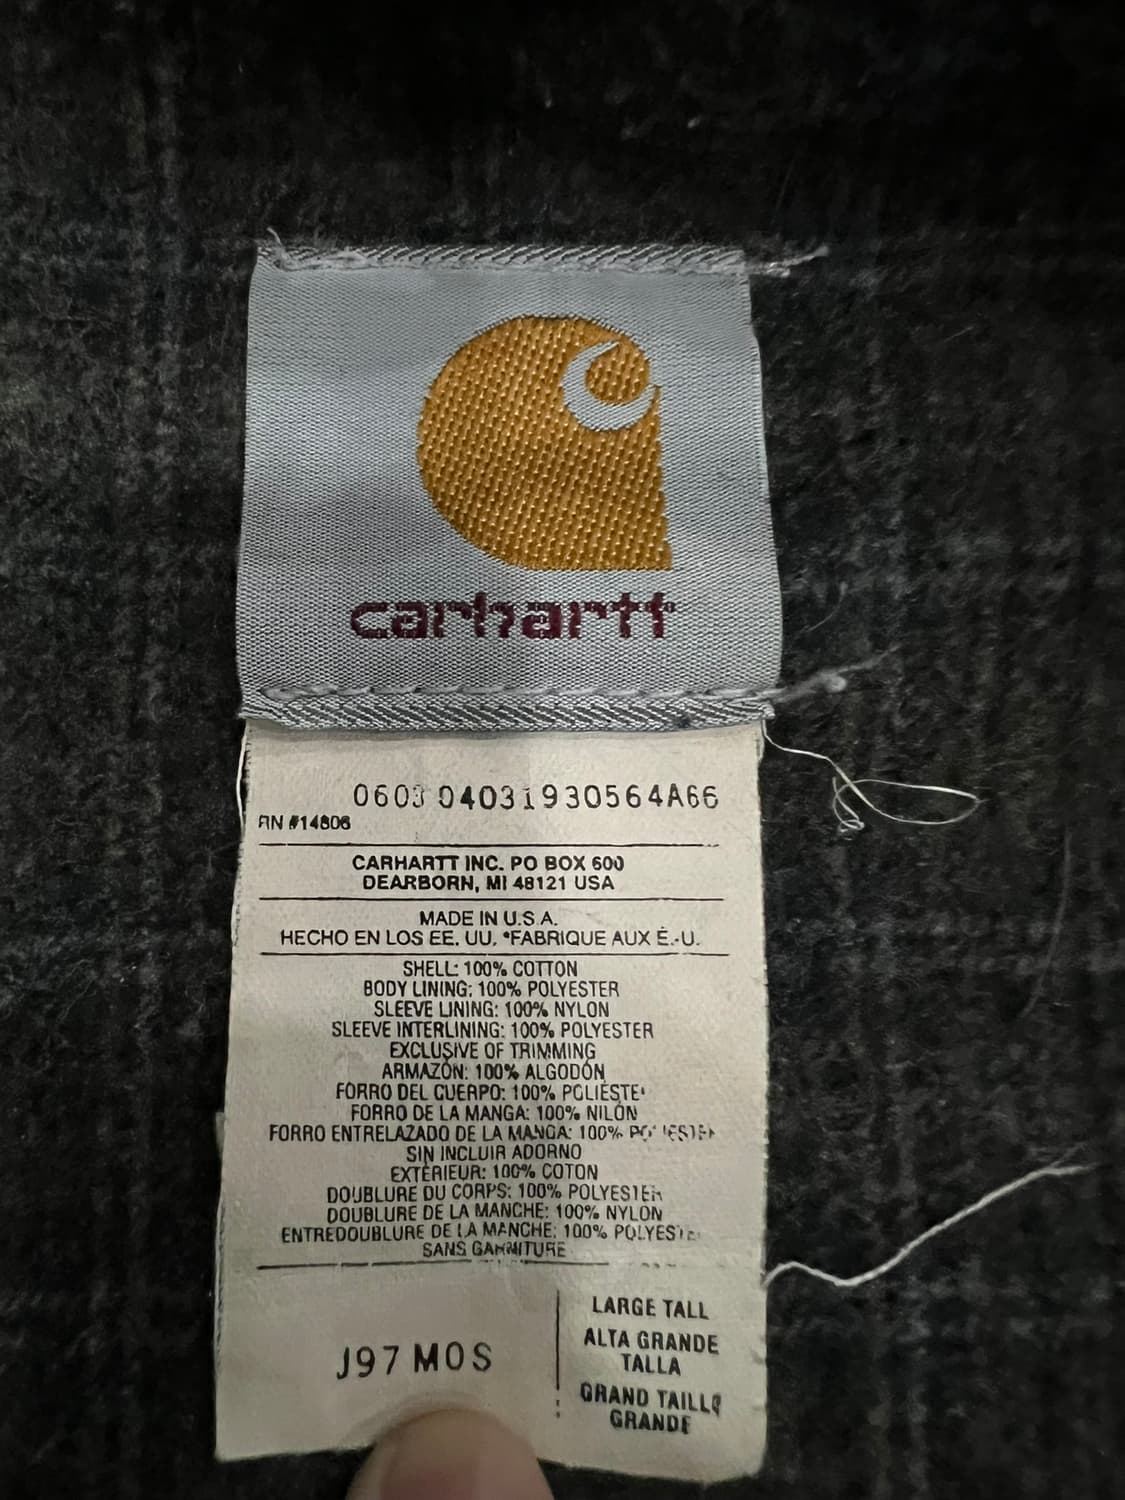 carhartt
0603 04031930564A66
RN #14806
CARHARTT INC. PO BOX 600
DEARBORN, MI 48121 USA
MADE IN U.S.A.
HECHO EN LOS EE. UU. *FABRIQUE AUX É.-U.
SHELL: 100% COTTON
BODY LINING: 100% POLYESTER
SLEEVE LINING: 100% NYLON
SLEEVE INTERLINING: 100% POLYESTER
EXCLUSIVE OF TRIMMING
ARMAZÓN: 100% ALGODÓN
FORRO DEL CUERPO: 100%
FORRO DE LA MANGA: 100% NILÓN
FORRO ENTRELAZADO DE LA MANGA: 100%
SIN INCLUIR ADORNO
EXTÉRIEUR: 100% COTON
DOUBLURE DU CORPS: 100% POLYESTER
DOUBLURE DE LA MANCHE: 100% NYLON
ENTREDOUBLURE DE LA MANCHE: 100%
SANS GARNITURE
J97 MOS
LARGE TALL
ALTA GRANDE
TALLA
GRAND TAILLE
GRANDE